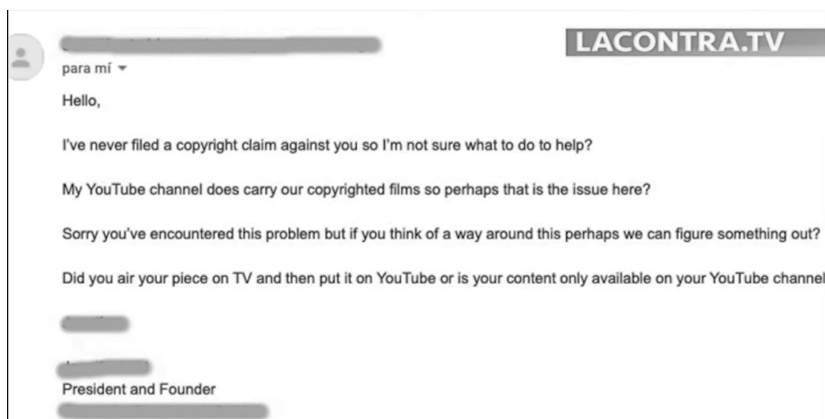 LACONTRA.TV
para mí
Hello,
I've never filed a copyright claim against you so I'm not sure what to do to help?
My YouTube channel does carry our copyrighted films so perhaps that is the issue here?
Sorry you've encountered this problem but if you think of a way around this perhaps we can figure something out?
Did you air your piece on TV and then put it on YouTube or is your content only available on your YouTube channel
President and Founder